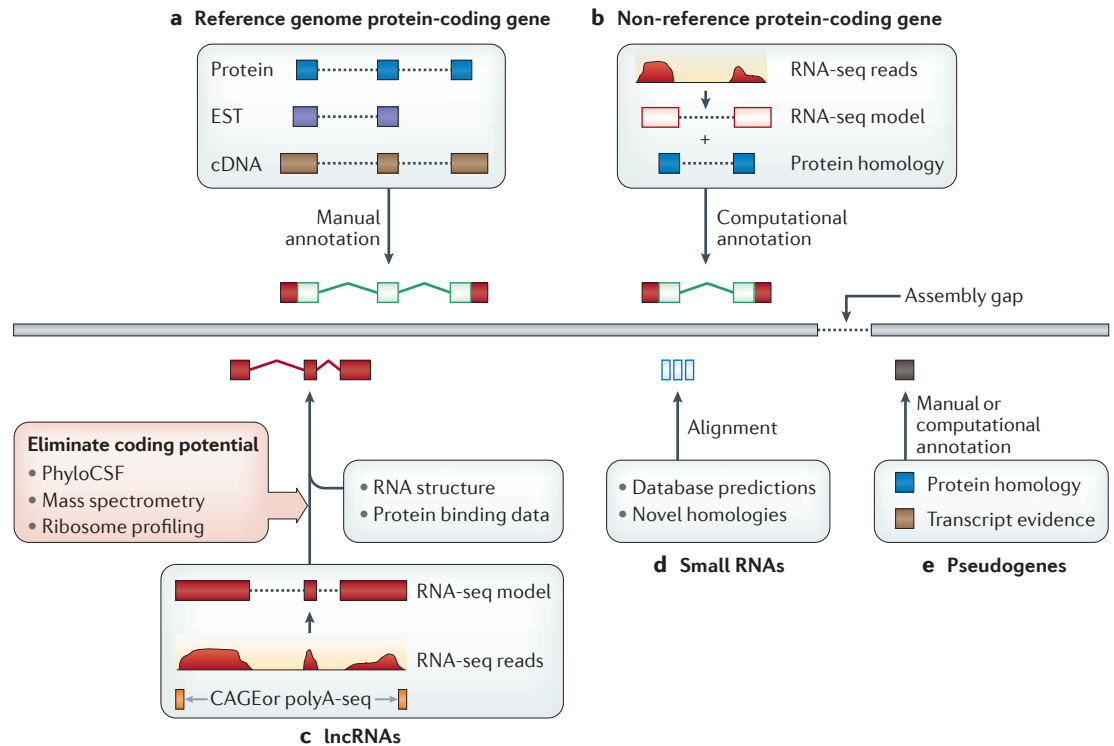 a Reference genome protein-coding gene
Protein
EST
cDNA
Manual
annotation
b Non-reference protein-coding gene
RNA-seq reads
RNA-seq model
+
Protein homology
Computational
annotation
Assembly gap
Eliminate coding potential
• PhyloCSF
• Mass spectrometry
• Ribosome profiling
• RNA structure
• Protein binding data
RNA-seq model
RNA-seq reads
CAGEor polyA-seq
c lncRNAs
Alignment
• Database predictions
• Novel homologies
d Small RNAs
Manual or
computational
annotation
Protein homology
Transcript evidence
e Pseudogenes